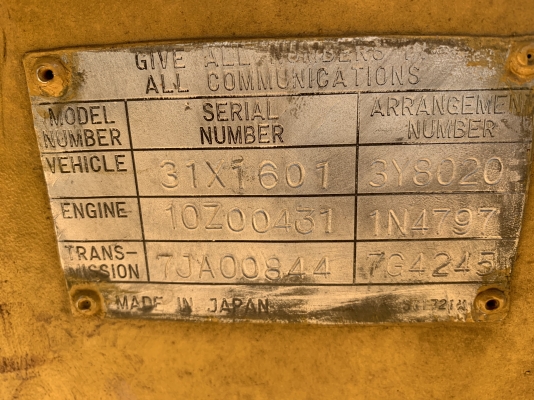 GIVE ALL NUMBERS
ALL COMMUNICATIONS
MODEL NUMBER SERIAL NUMBER ARRANGEMENT NUMBER
VEHICLE 31X1601 3Y8020
ENGINE 10Z00431 1N4797
TRANS-MISSION 7JA00844 7G4245
MADE IN JAPAN